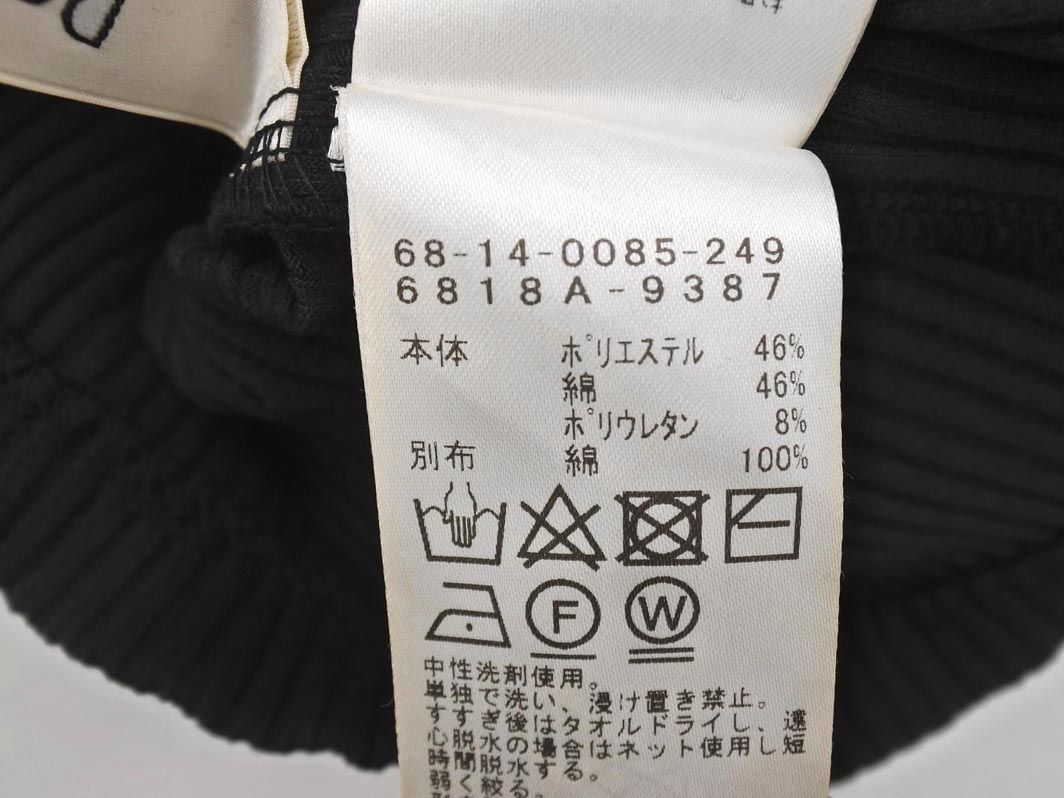 68-14-0085-249
6818A-9387
本体 ポリエステル 46%
綿 46%
ポリウレタン 8%
別布 綿 100%
F W
中性洗剤使用。
単独で洗い、浸け置き禁止。
すすぎ後はタオルドライし、遠
心脱水の場合はネット使用し短
時間脱水する。